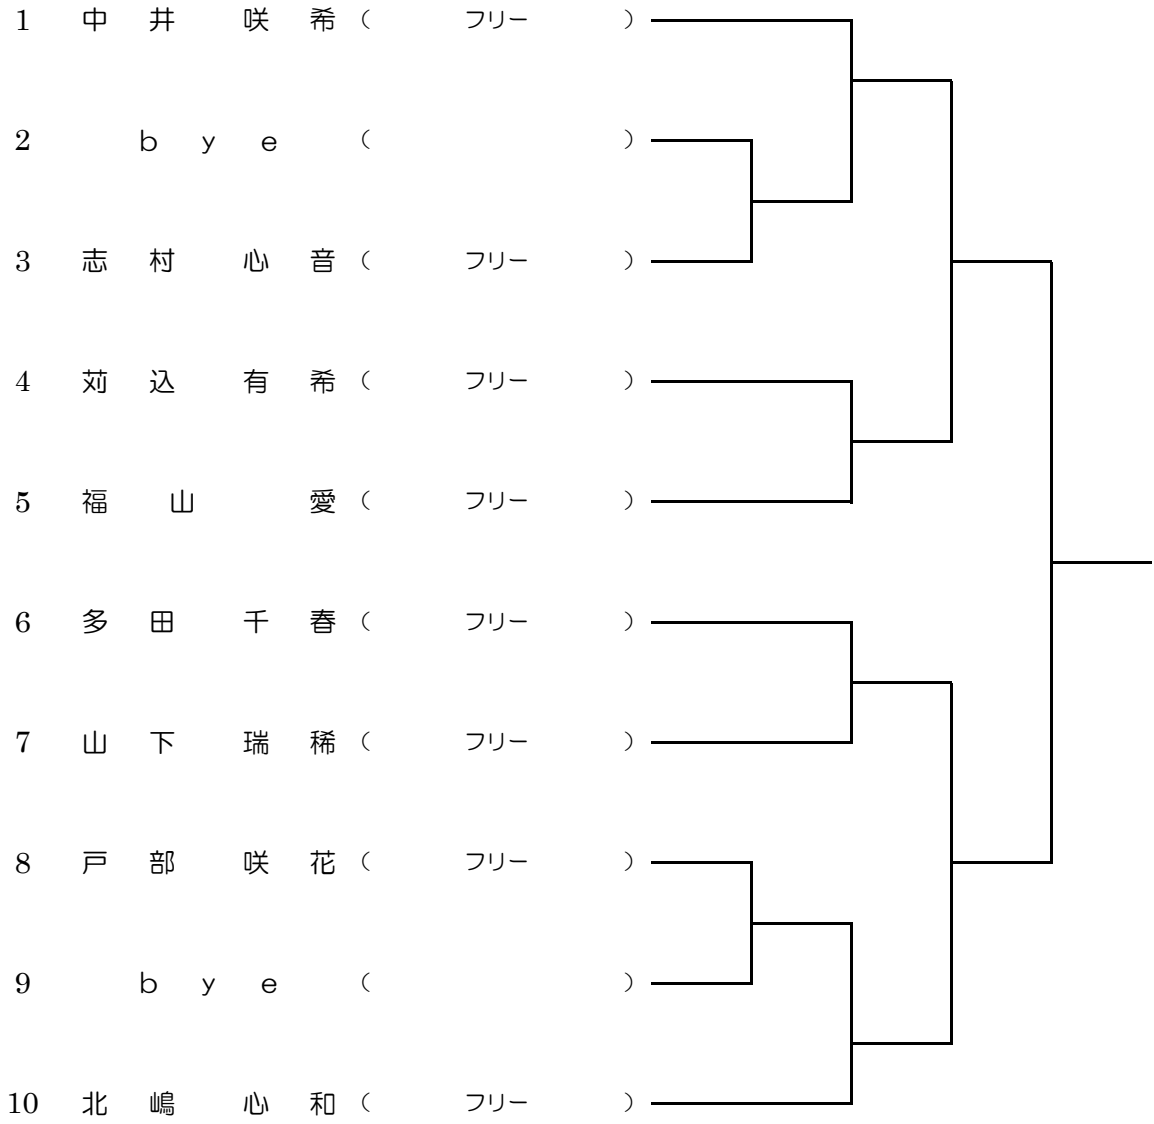 1 中井 咲希 （ フリー ）
2 ｂｙｅ （ ）
3 志村 心音 （ フリー ）
4 苅込 有希 （ フリー ）
5 福山 愛 （ フリー ）
6 多田 千春 （ フリー ）
7 山下 瑞稀 （ フリー ）
8 戸部 咲花 （ フリー ）
9 ｂｙｅ （ ）
10 北嶋 心和 （ フリー ）